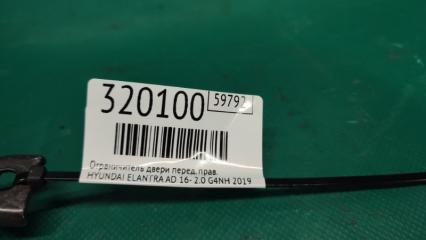 320100 59792
Ограничитель двери перед. прав.
HYUNDAI ELANTRA AD 16- 2.0 G4NH 2019